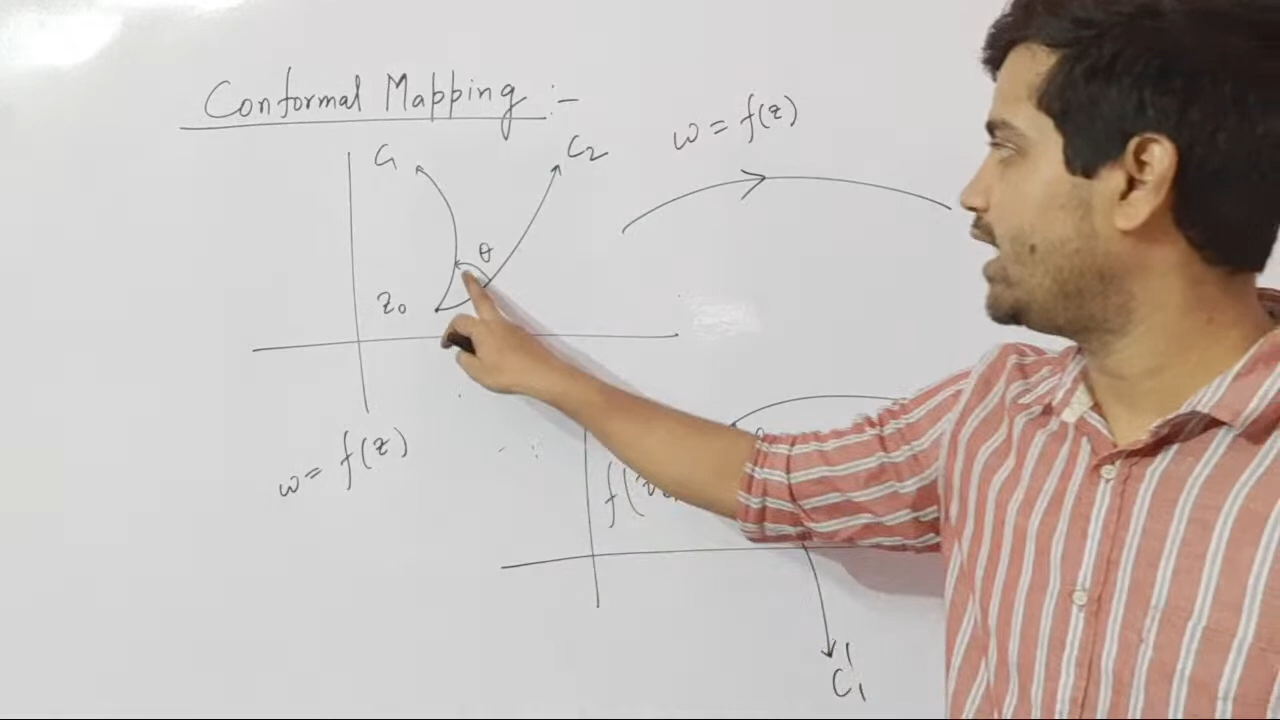 Conformal Mapping :-
C1
C2
w = f(z)
θ
z0
w = f(z)
C1'